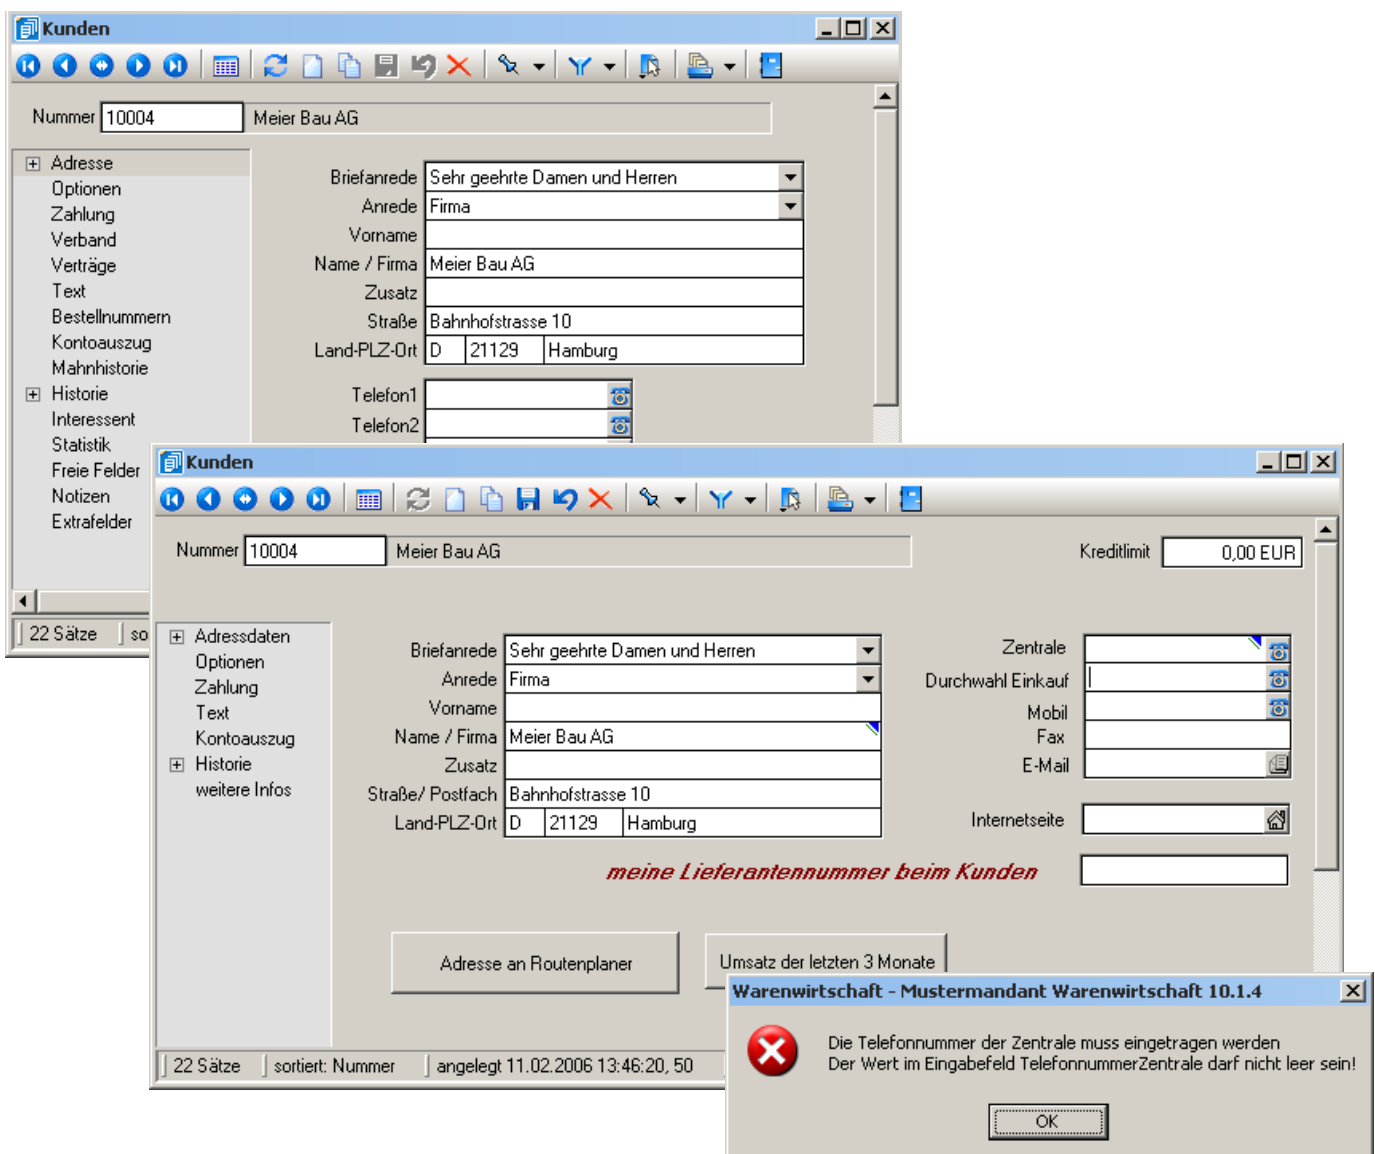 Kunden
Nummer 10004 Meier Bau AG
Adresse
Optionen
Zahlung
Verband
Verträge
Text
Bestellnummern
Kontoauszug
Mahnhistorie
Historie
Interessent
Statistik
Freie Felder
Notizen
Extrafelder
Briefanrede Sehr geehrte Damen und Herren
Anrede Firma
Vorname
Name / Firma Meier Bau AG
Zusatz
Straße Bahnhofstrasse 10
Land-PLZ-Ort D 21129 Hamburg
Telefon1
Telefon2
22 Sätze so
Kunden
Nummer 10004 Meier Bau AG Kreditlimit 0,00 EUR
Adressdaten
Optionen
Zahlung
Text
Kontoauszug
Historie
weitere Infos
Briefanrede Sehr geehrte Damen und Herren
Anrede Firma
Vorname
Name / Firma Meier Bau AG
Zusatz
Straße/ Postfach Bahnhofstrasse 10
Land-PLZ-Ort D 21129 Hamburg
Zentrale
Durchwahl Einkauf
Mobil
Fax
E-Mail
Internetseite
meine Lieferantennummer beim Kunden
Adresse an Routenplaner
Umsatz der letzten 3 Monate
22 Sätze sortiert: Nummer angelegt 11.02.2006 13:46:20, 50
Warenwirtschaft - Mustermandant Warenwirtschaft 10.1.4
Die Telefonnummer der Zentrale muss eingetragen werden
Der Wert im Eingabefeld TelefonnummerZentrale darf nicht leer sein!
OK